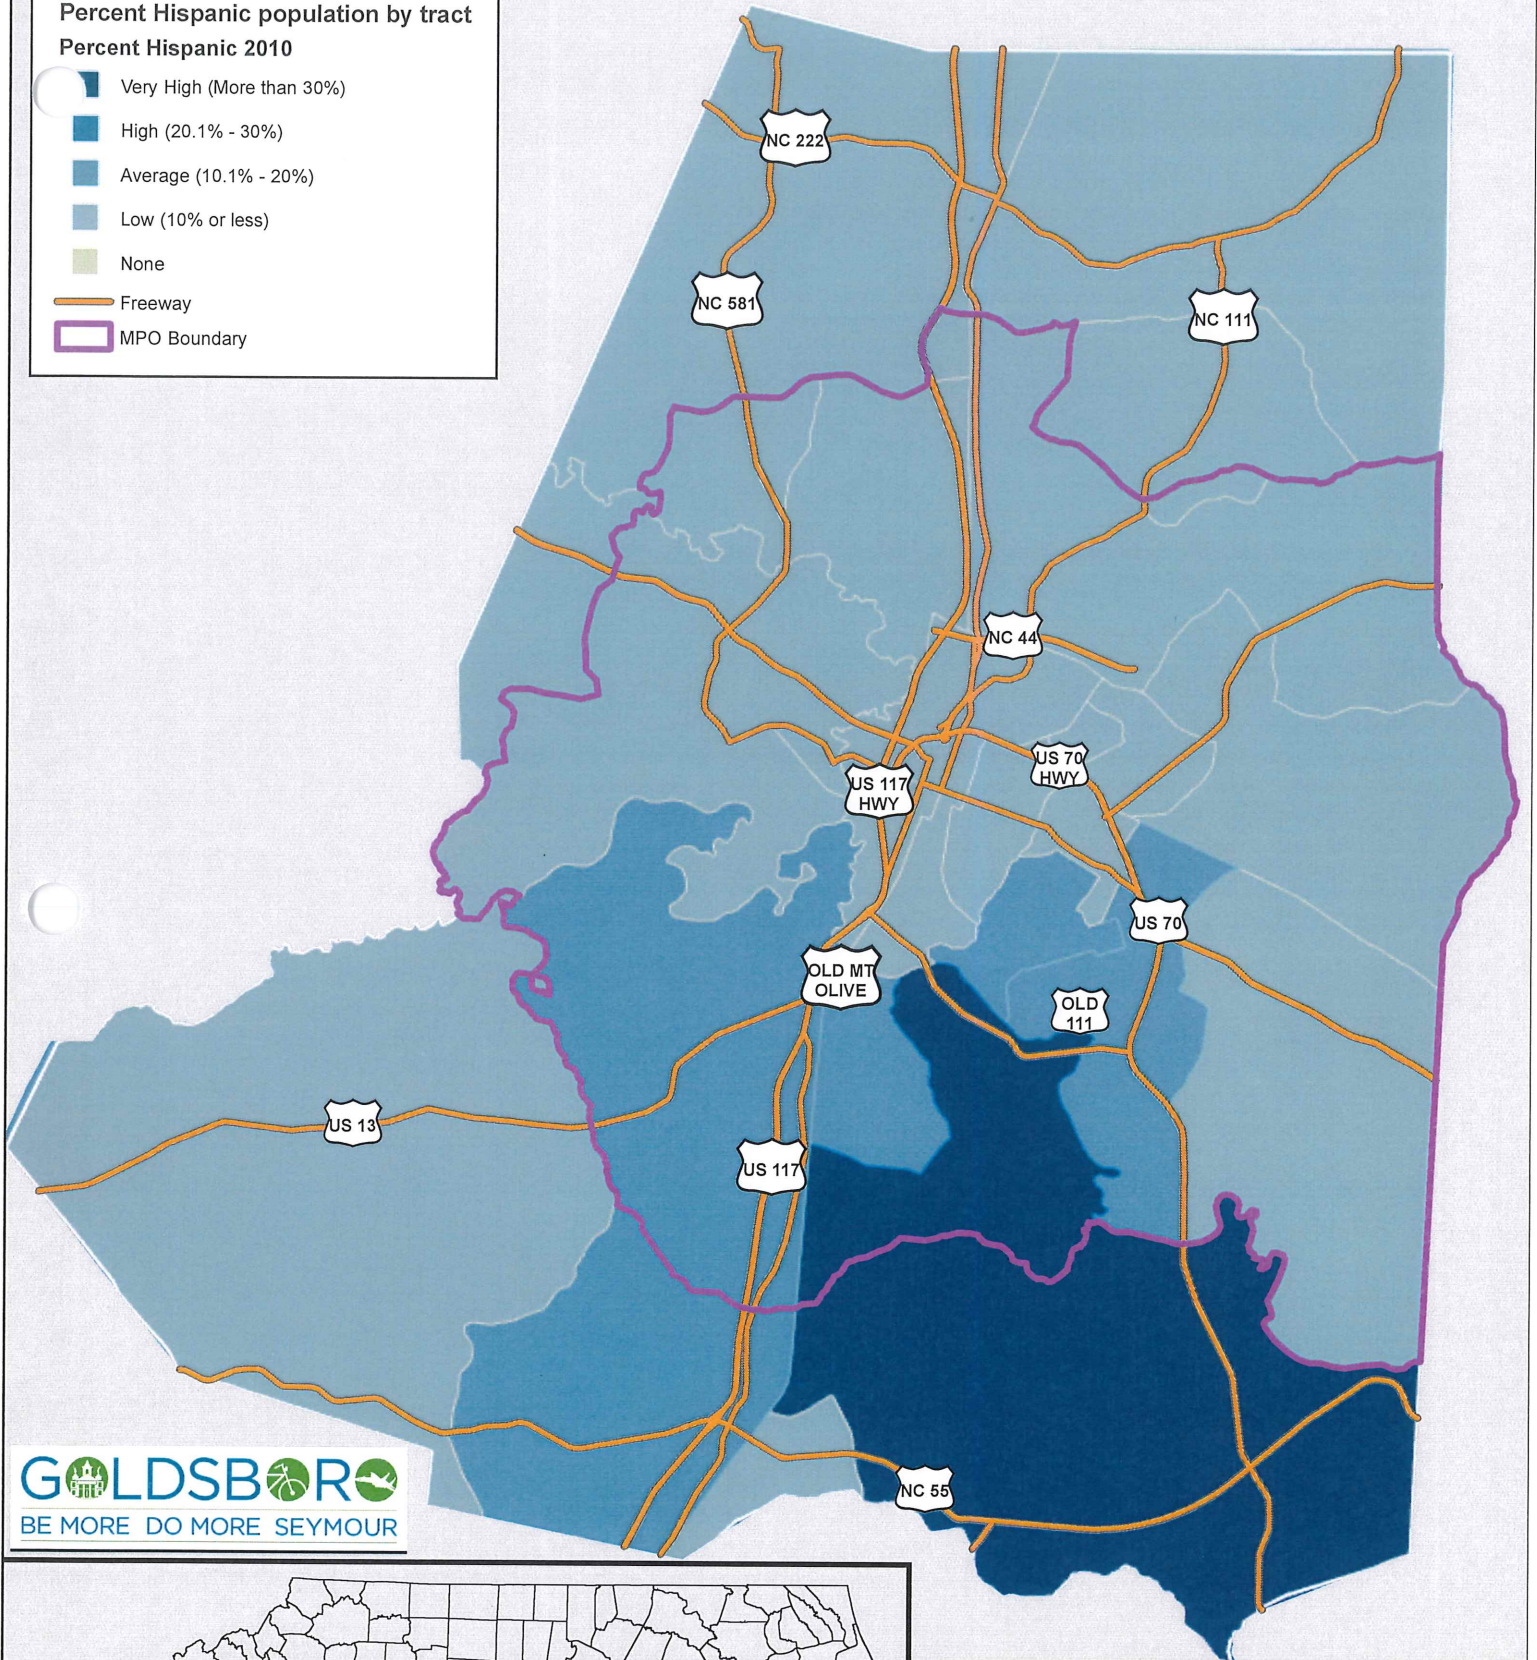 Percent Hispanic population by tract
Percent Hispanic 2010
Very High (More than 30%)
High (20.1% - 30%)
Average (10.1% - 20%)
Low (10% or less)
None
Freeway
MPO Boundary
NC 222
NC 581
NC 111
NC 44
US 70
HWY
US 117
HWY
US 70
OLD MT
OLIVE
OLD
111
US 13
US 117
NC 55
GOLDSBORO
BE MORE DO MORE SEYMOUR